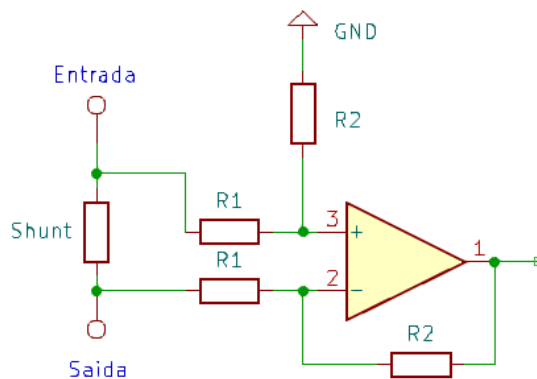 GND
Entrada
R2
R1
Shunt
3
+
1
R1
2
−
R2
Saida